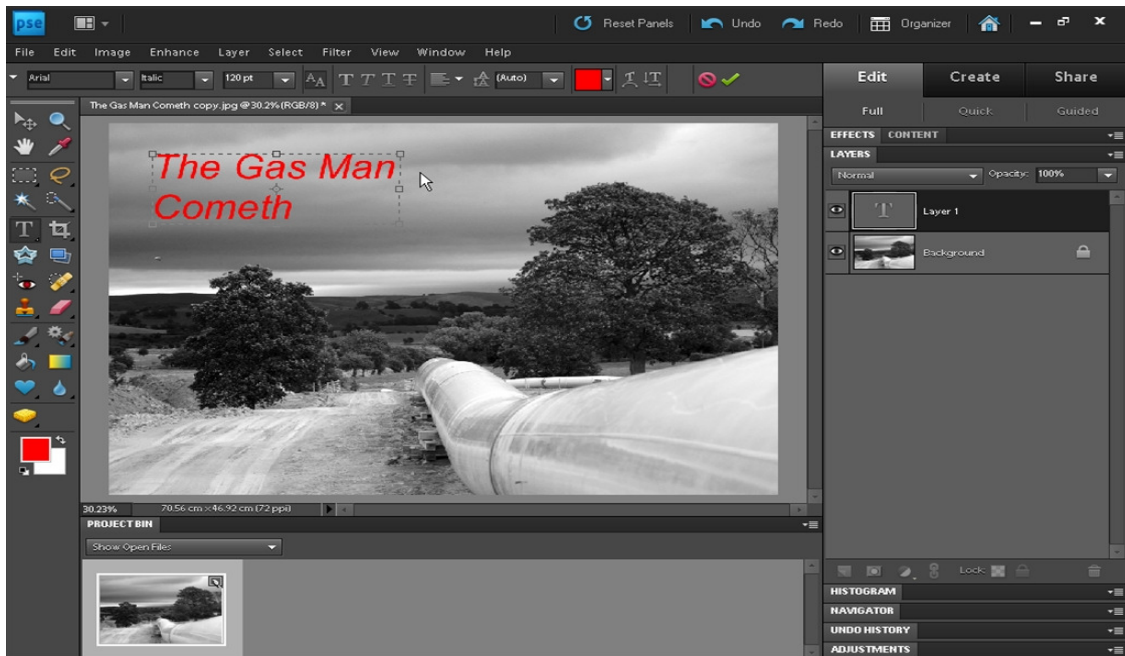 pse
Reset Panels Undo Redo Organizer
File Edit Image Enhance Layer Select Filter View Window Help
Arial Italic 120 pt (Auto)
Edit Create Share
Full Quick Guided
The Gas Man Cometh copy.jpg @ 30.2% (RGB/8) *
EFFECTS CONTENT
LAYERS
Normal Opacity: 100%
Layer 1
Background
The Gas Man
Cometh
30.23% 70.56 cm x 46.92 cm (72 ppi)
PROJECT BIN
Show Open Files
Lock:
HISTOGRAM
NAVIGATOR
UNDO HISTORY
ADJUSTMENTS